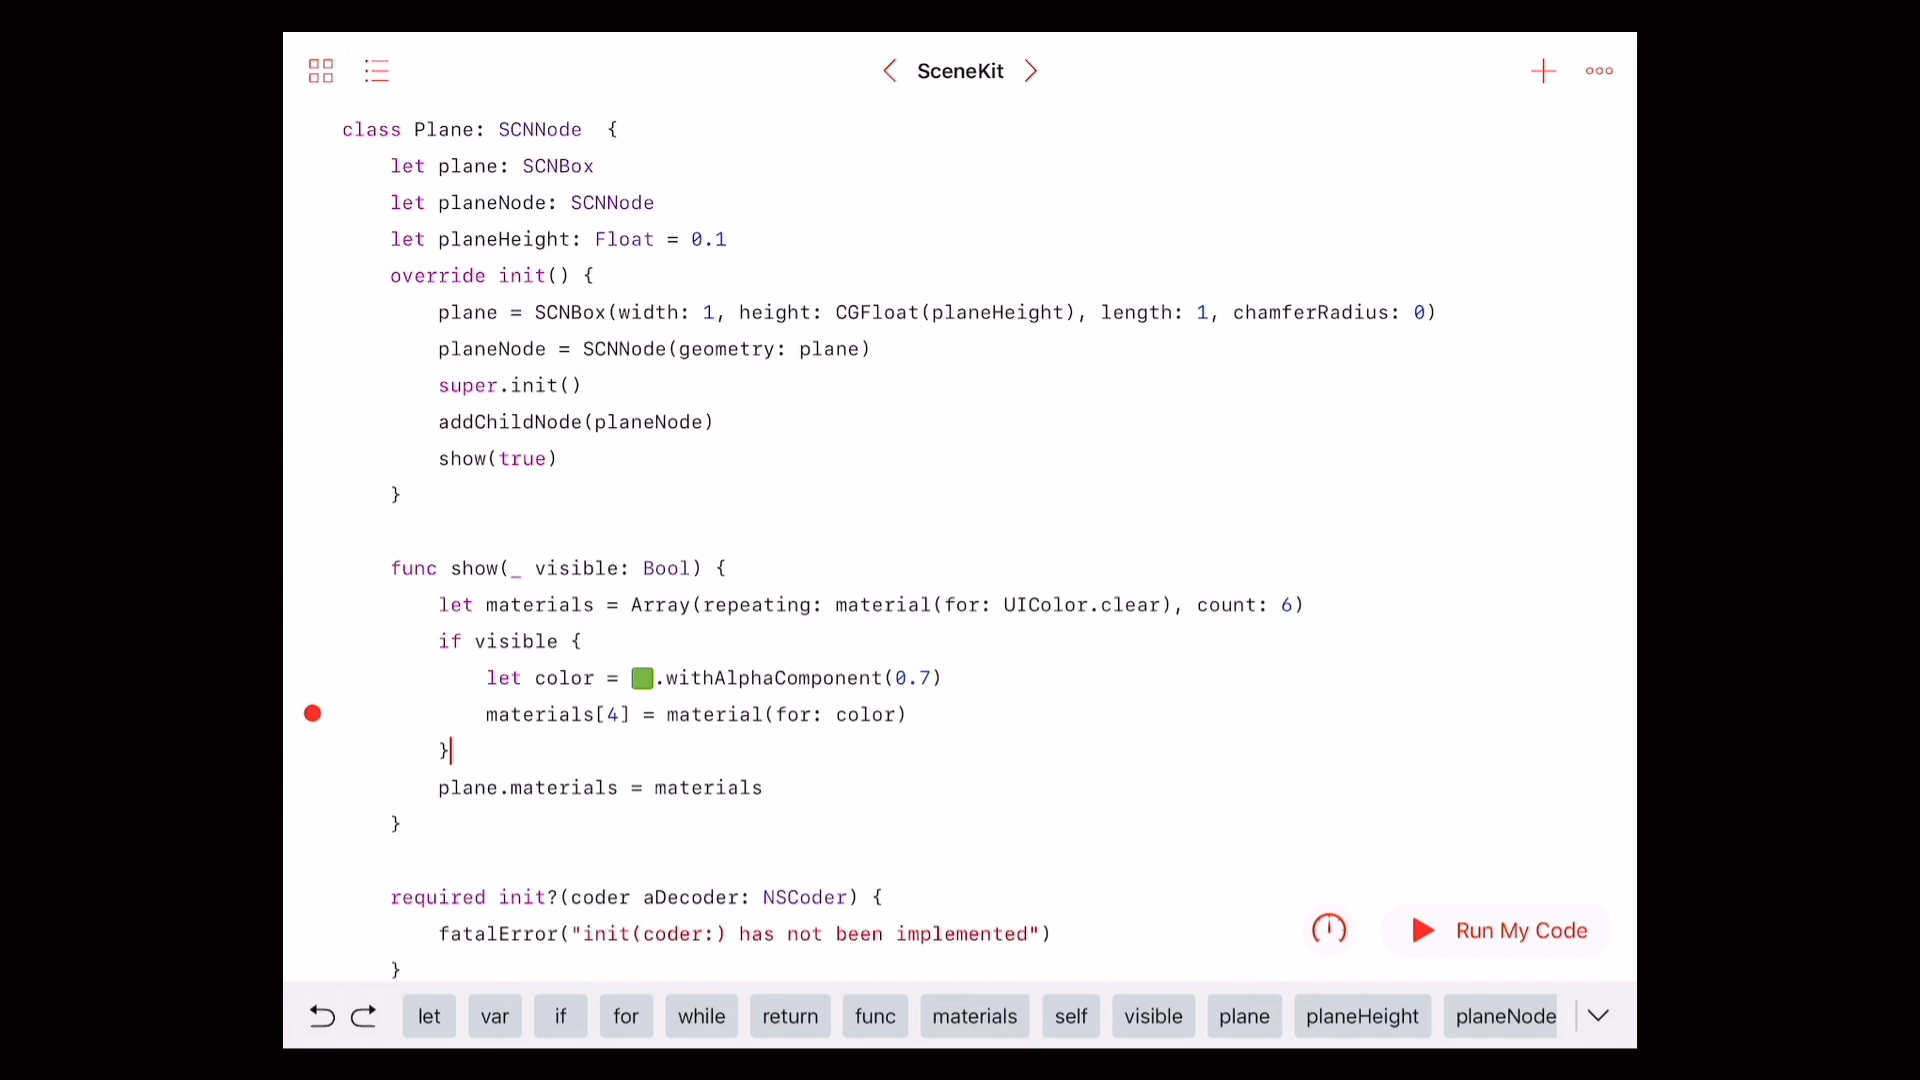 SceneKit
class Plane: SCNNode  {
let plane: SCNBox
let planeNode: SCNNode
let planeHeight: Float = 0.1
override init() {
plane = SCNBox(width: 1, height: CGFloat(planeHeight), length: 1, chamferRadius: 0)
planeNode = SCNNode(geometry: plane)
super.init()
addChildNode(planeNode)
show(true)
}
func show(_ visible: Bool) {
let materials = Array(repeating: material(for: UIColor.clear), count: 6)
if visible {
let color = .withAlphaComponent(0.7)
materials[4] = material(for: color)
}
plane.materials = materials
}
required init?(coder aDecoder: NSCoder) {
fatalError("init(coder:) has not been implemented")
}
Run My Code
let var if for while return func materials self visible plane planeHeight planeNode